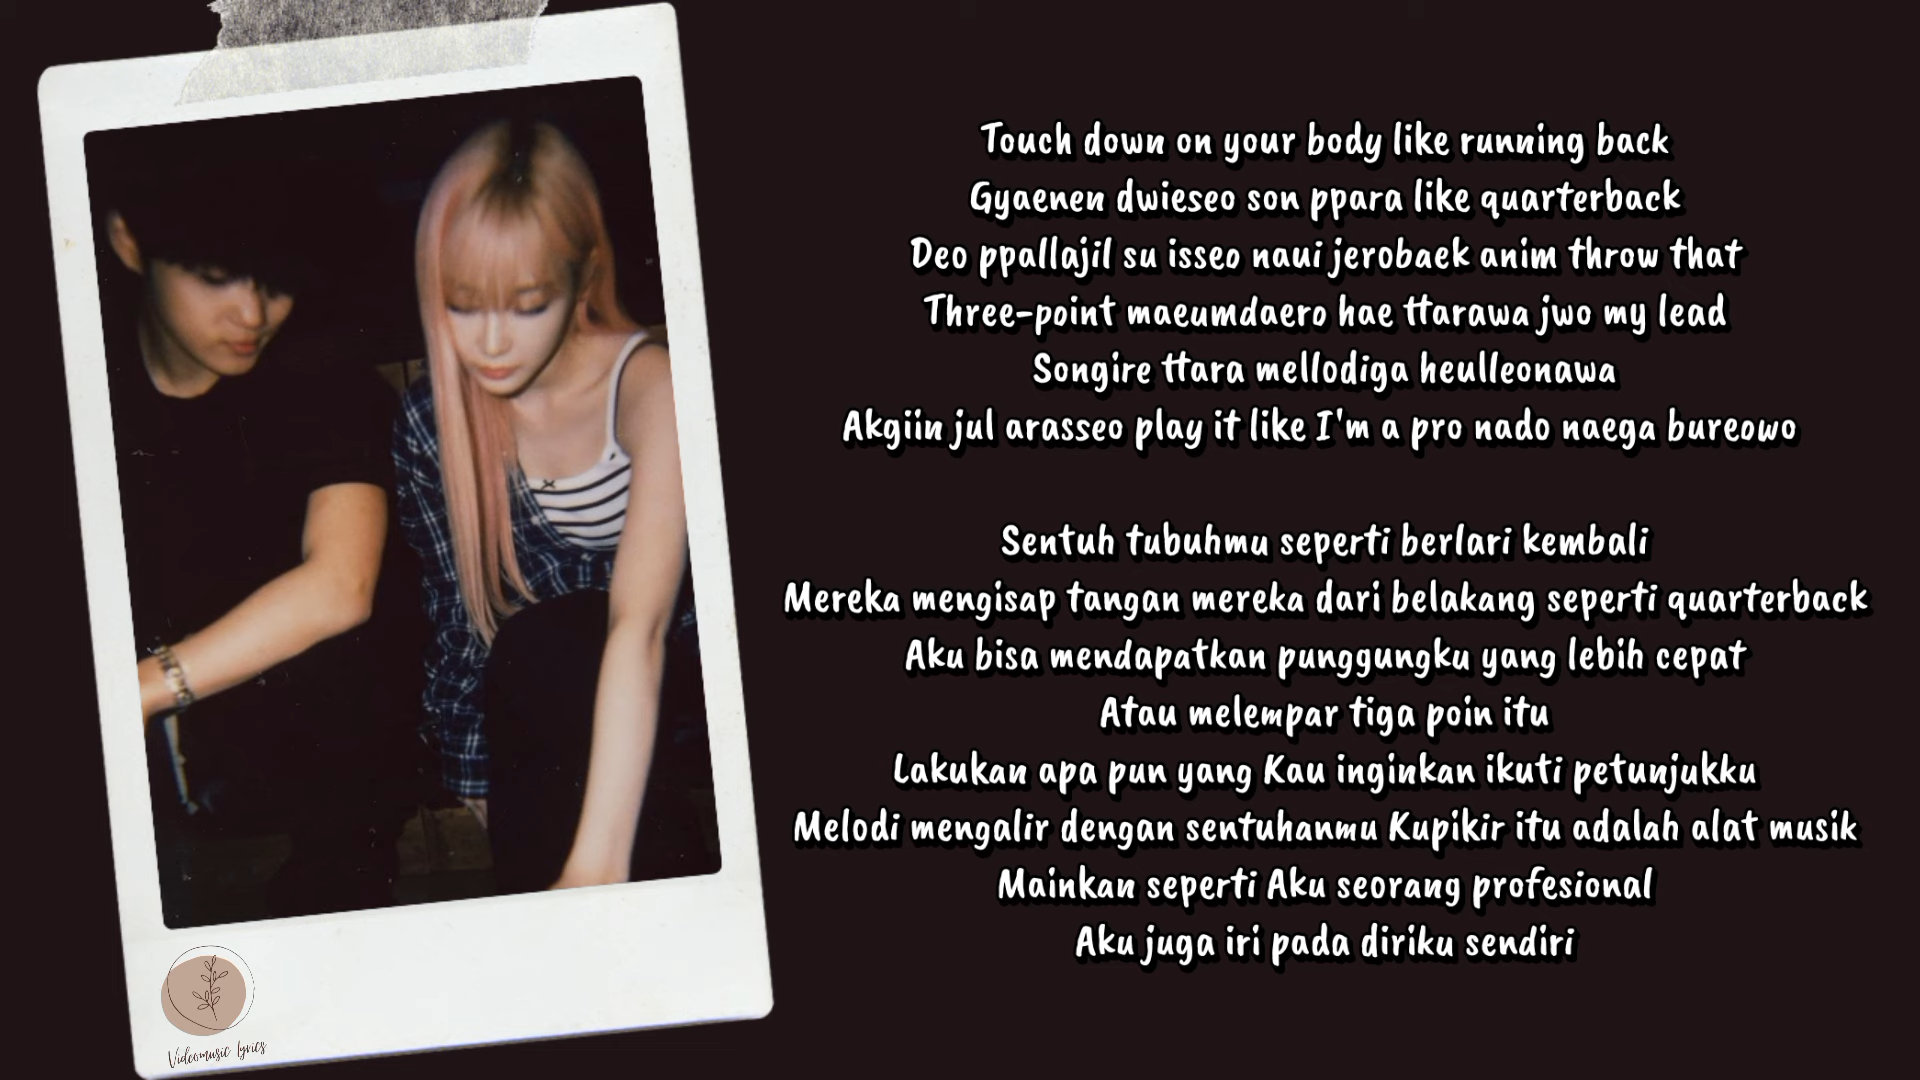 Touch down on your body like running back
Gyaenen dwieseo son ppara like quarterback
Deo ppallajil su isseo naui jerobaek anim throw that
Three-point maeumdaero hae ttarawa jwo my lead
Songire ttara mellodiga heulleonawa
Akgiin jul arasseo play it like I'm a pro nado naega bureowo
Sentuh tubuhmu seperti berlari kembali
Mereka mengisap tangan mereka dari belakang seperti quarterback
Aku bisa mendapatkan punggungku yang lebih cepat
Atau melempar tiga poin itu
Lakukan apa pun yang Kau inginkan ikuti petunjukku
Melodi mengalir dengan sentuhanmu Kupikir itu adalah alat musik
Mainkan seperti Aku seorang profesional
Aku juga iri pada diriku sendiri
Videomusic lyrics